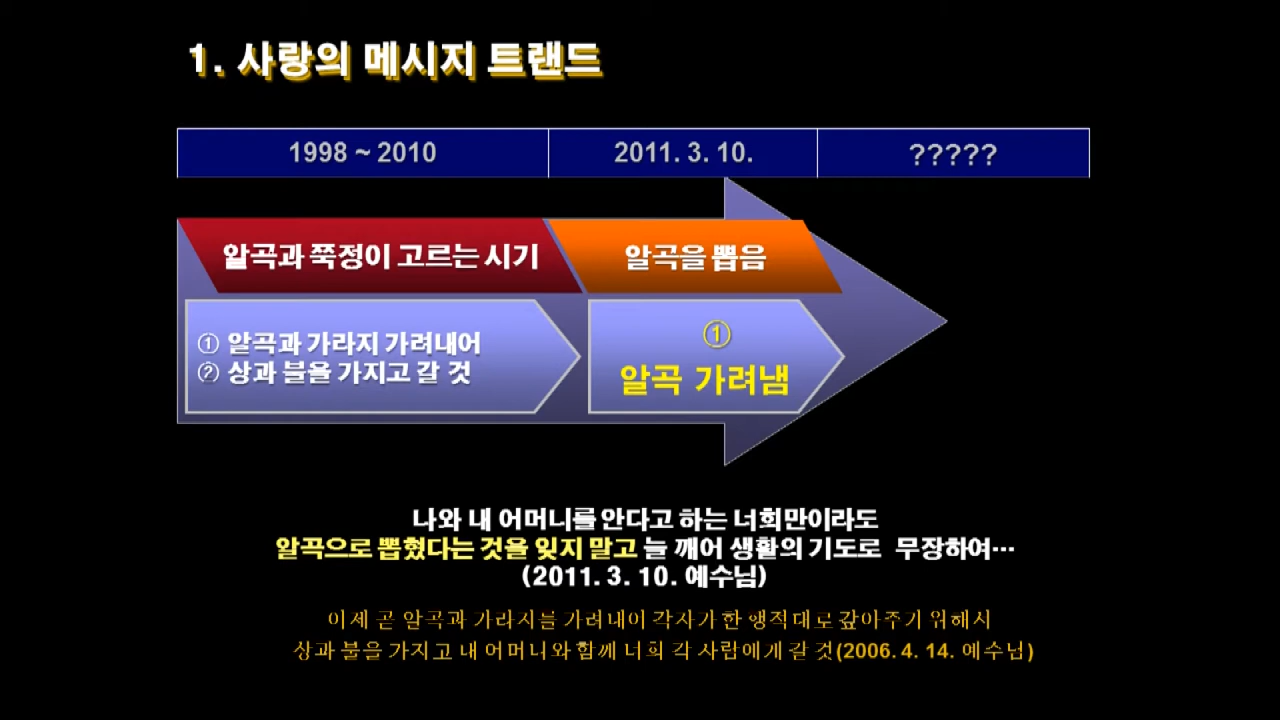 1. 사랑의 메시지 트랜드
1998 ~ 2010
2011. 3. 10.
?????
알곡과 쭉정이 고르는 시기
알곡을 뽑음
① 알곡과 가라지 가려내어
② 상과 불을 가지고 갈 것
①
알곡 가려냄
나와 내 어머니를 안다고 하는 너희만이라도
알곡으로 뽑혔다는 것을 잊지 말고 늘 깨어 생활의 기도로 무장하여…
(2011. 3. 10. 예수님)
이제 곧 알곡과 가라지를 가려내어 각자가 한 행적대로 갚아주기 위해서
상과 불을 가지고 내 어머니와 함께 너희 각 사람에게 갈 것(2006. 4. 14. 예수님)